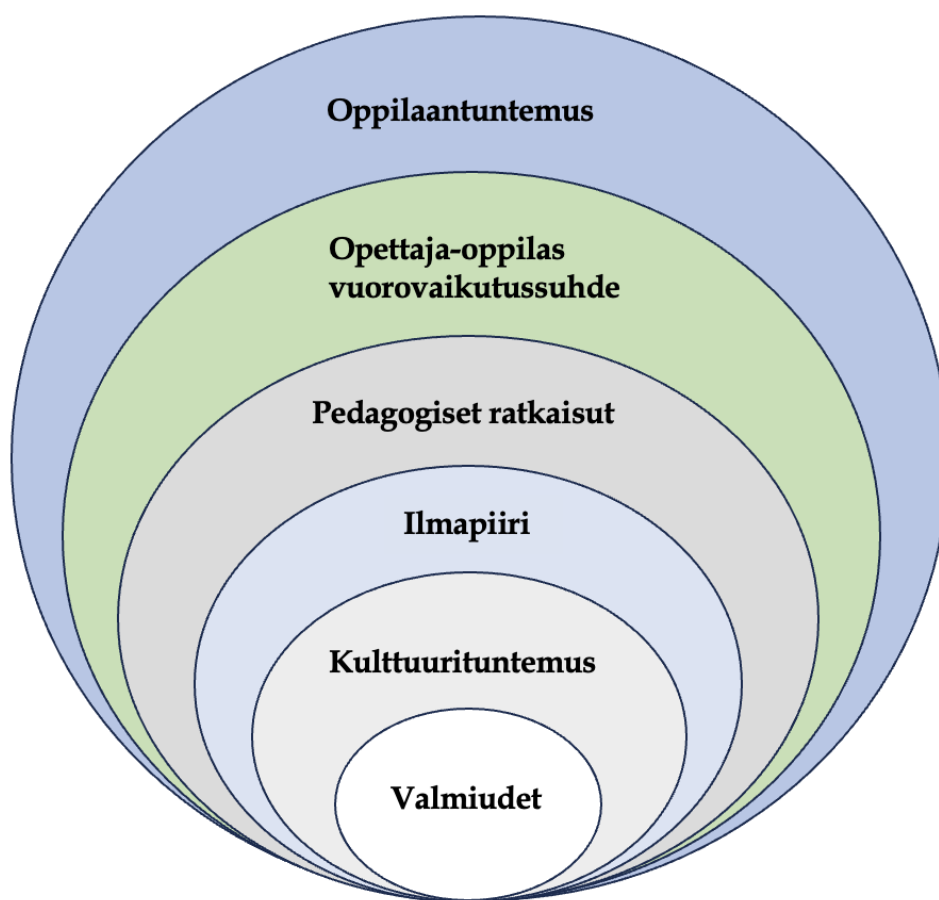 Oppilaantuntemus
Opettaja-oppilas
vuorovaikutussuhde
Pedagogiset ratkaisut
Ilmapiiri
Kulttuurituntemus
Valmiudet